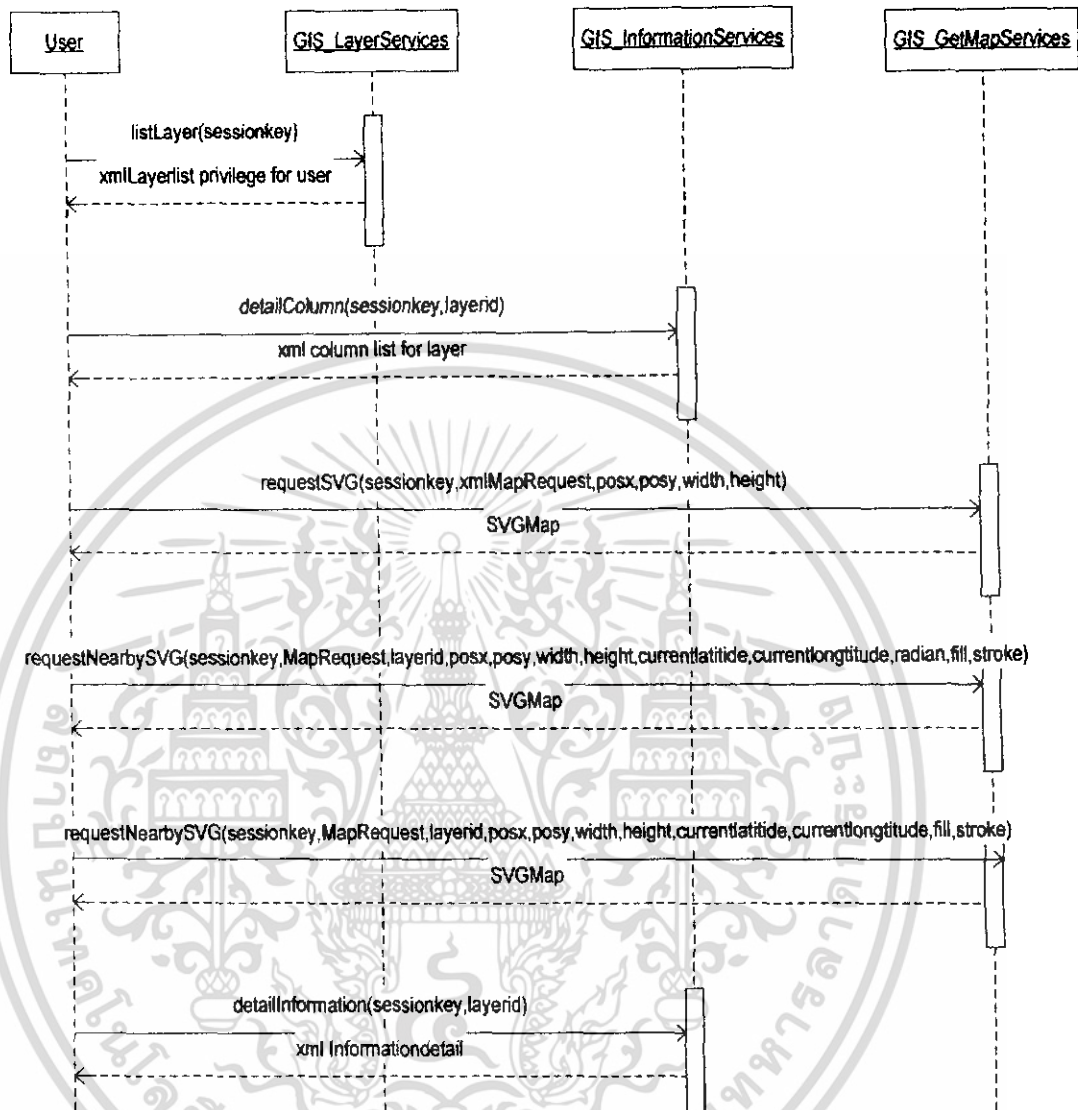 User
GIS_LayerServices
GIS_InformationServices
GIS_GetMapServices
listLayer(sessionkey)
xmlLayerlist privilege for user
detailColumn(sessionkey,layerid)
xml column list for layer
requestSVG(sessionkey,xmlMapRequest,posx,posy,width,height)
SVGMap
requestNearbySVG(sessionkey,MapRequest,layerid,posx,posy,width,height,currentlatitide,currentlongtitude,radian,fill,stroke)
SVGMap
requestNearbySVG(sessionkey,MapRequest,layerid,posx,posy,width,height,currentlatitide,currentlongtitude,fill,stroke)
SVGMap
detailInformation(sessionkey,layerid)
xml Informationdetail